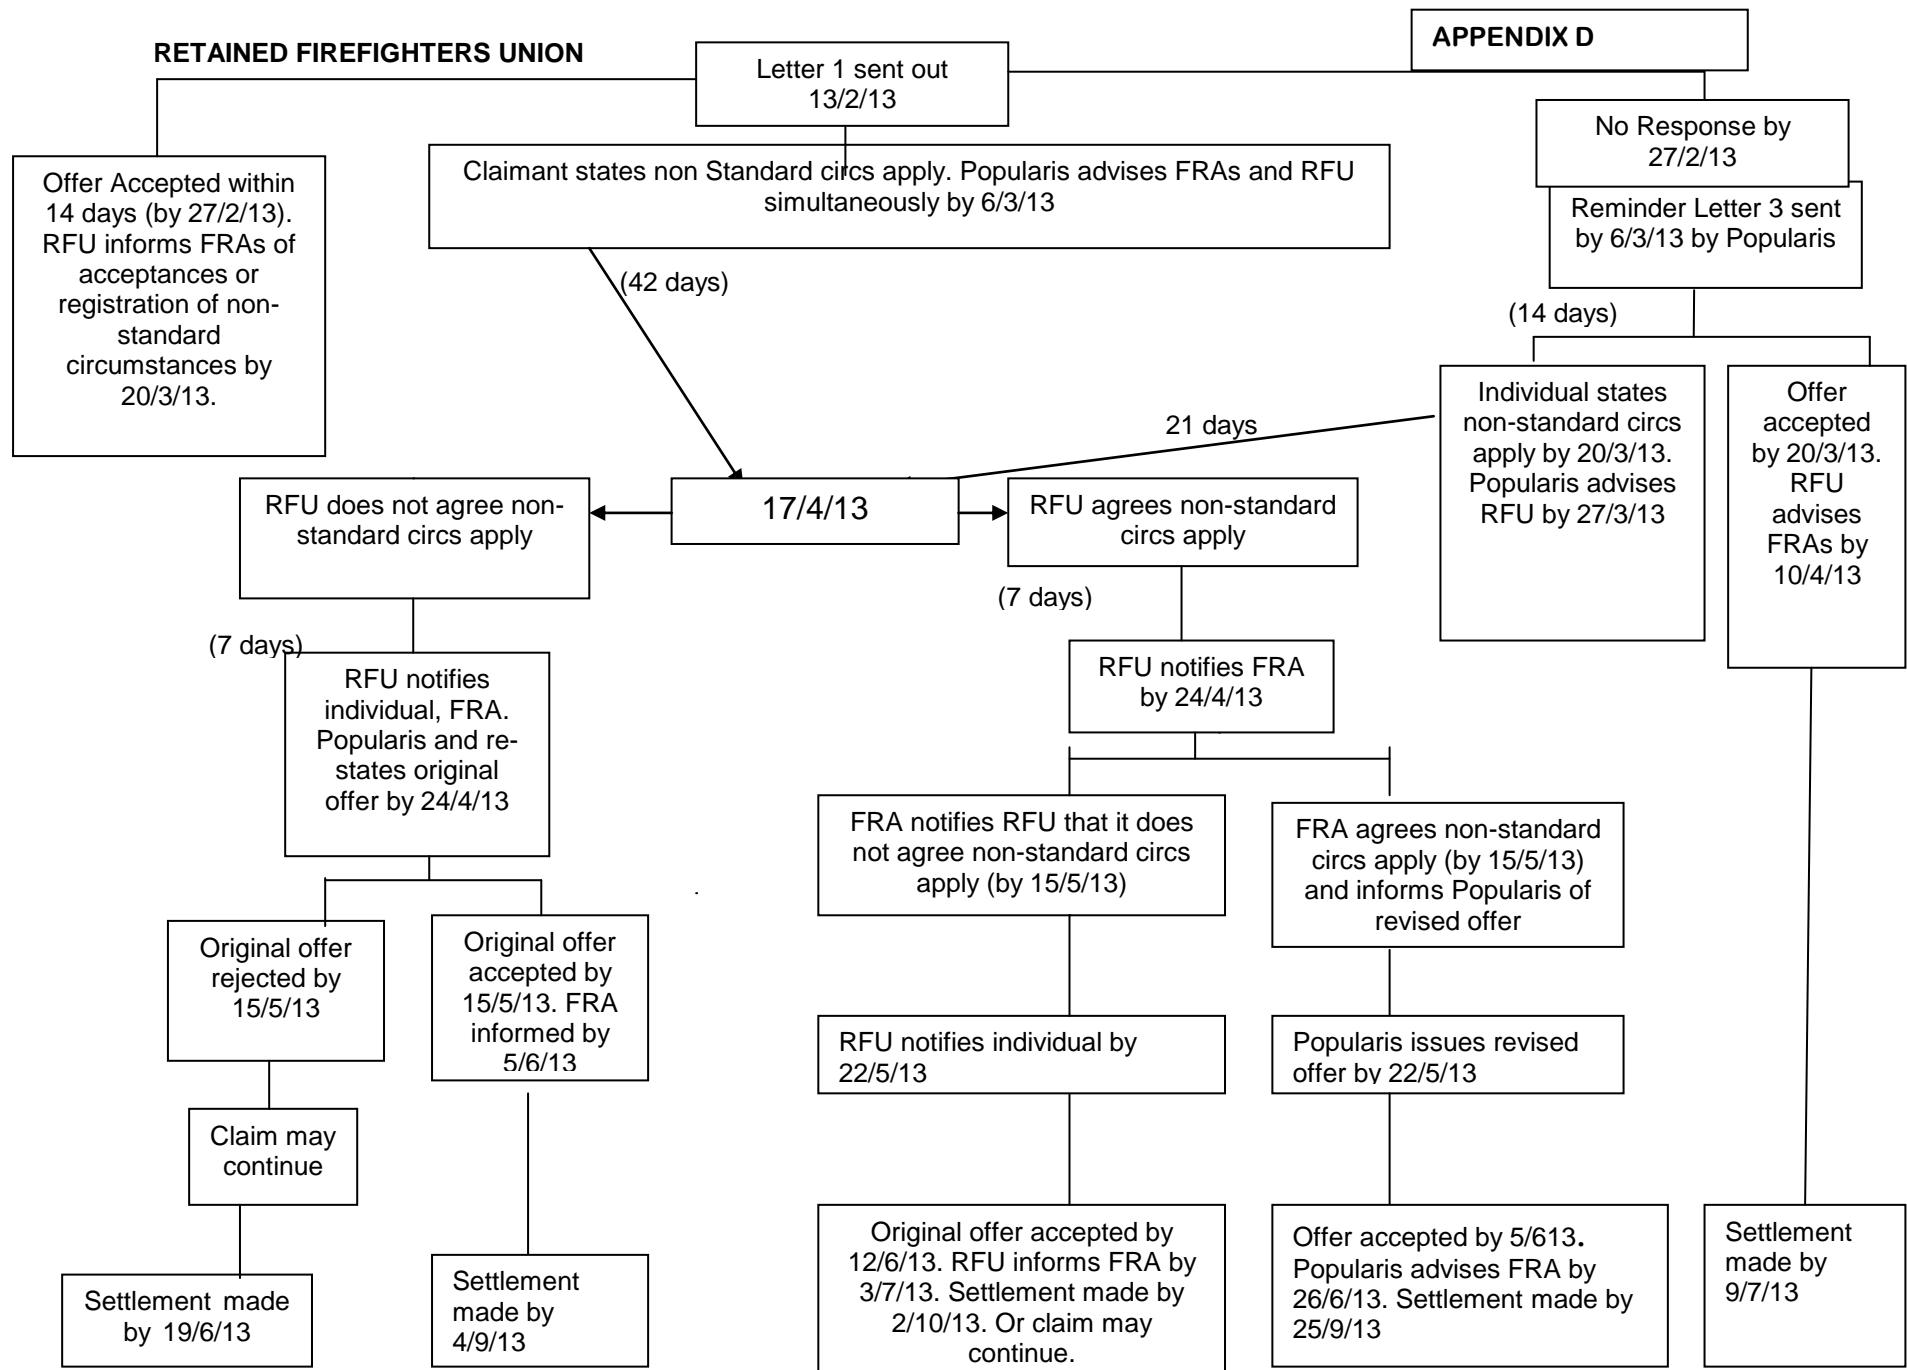 RETAINED FIREFIGHTERS UNION
APPENDIX D
Letter 1 sent out
13/2/13
No Response by
27/2/13
Offer Accepted within
14 days (by 27/2/13).
RFU informs FRAs of
acceptances or
registration of non-
standard
circumstances by
20/3/13.
Claimant states non Standard circs apply. Popularis advises FRAs and RFU
simultaneously by 6/3/13
Reminder Letter 3 sent
by 6/3/13 by Popularis
(42 days)
(14 days)
21 days
Individual states
non-standard circs
apply by 20/3/13.
Popularis advises
RFU by 27/3/13
Offer
accepted
by 20/3/13.
RFU
advises
FRAs by
10/4/13
RFU does not agree non-
standard circs apply
17/4/13
RFU agrees non-standard
circs apply
(7 days)
(7 days)
RFU notifies
individual, FRA.
Popularis and re-
states original
offer by 24/4/13
RFU notifies FRA
by 24/4/13
FRA notifies RFU that it does
not agree non-standard circs
apply (by 15/5/13)
FRA agrees non-standard
circs apply (by 15/5/13)
and informs Popularis of
revised offer
Original offer
rejected by
15/5/13
Original offer
accepted by
15/5/13. FRA
informed by
5/6/13
RFU notifies individual by
22/5/13
Popularis issues revised
offer by 22/5/13
Claim may
continue
Settlement made
by 19/6/13
Settlement
made by
4/9/13
Original offer accepted by
12/6/13. RFU informs FRA by
3/7/13. Settlement made by
2/10/13. Or claim may
continue.
Offer accepted by 5/613.
Popularis advises FRA by
26/6/13. Settlement made by
25/9/13
Settlement
made by
9/7/13